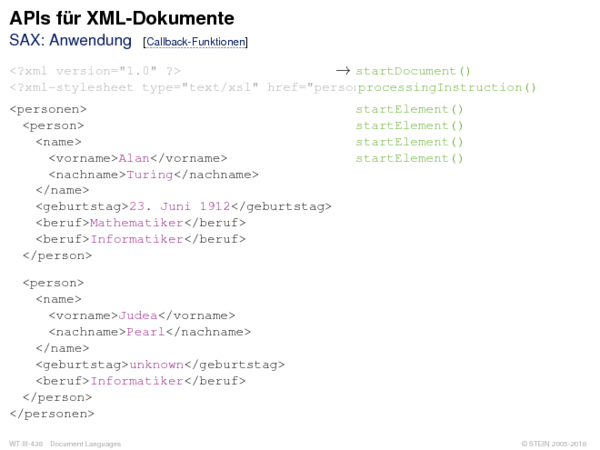 APIs für XML-Dokumente
SAX: Anwendung [Callback-Funktionen]
<?xml version="1.0" ?> → startDocument()
<?xml-stylesheet type="text/xsl" href="person processingInstruction()
<personen> startElement()
<person> startElement()
<name> startElement()
<vorname>Alan</vorname> startElement()
<nachname>Turing</nachname>
</name>
<geburtstag>23. Juni 1912</geburtstag>
<beruf>Mathematiker</beruf>
<beruf>Informatiker</beruf>
</person>
<person>
<name>
<vorname>Judea</vorname>
<nachname>Pearl</nachname>
</name>
<geburtstag>unknown</geburtstag>
<beruf>Informatiker</beruf>
</person>
</personen>
WT:III-436 Document Languages © STEIN 2005-2018